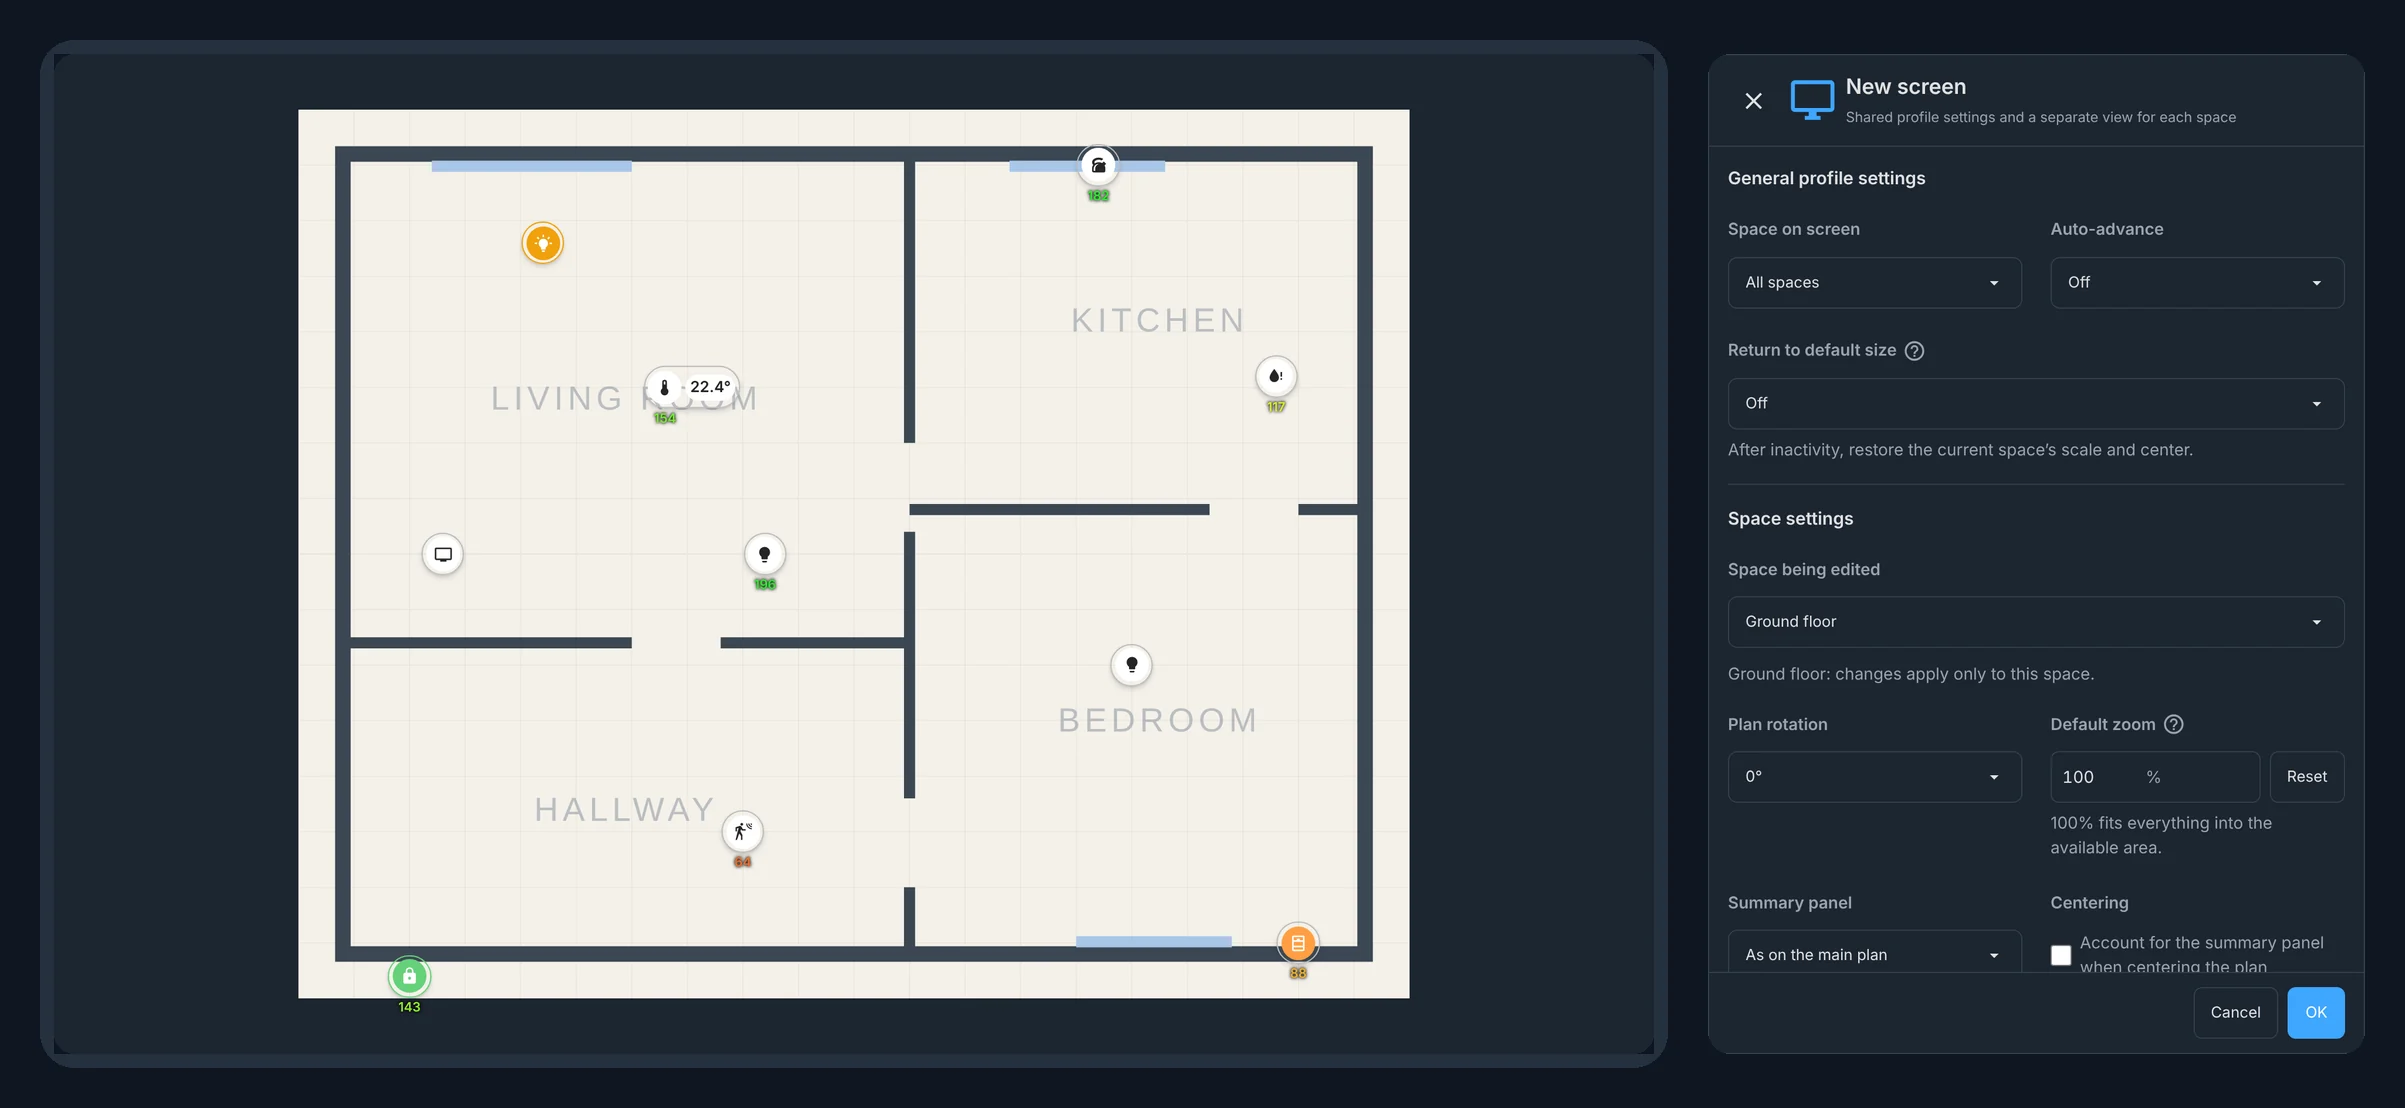 182
KITCHEN
22.4°
LIVING ROOM
154
117
196
BEDROOM
HALLWAY
64
88
143
New screen
Shared profile settings and a separate view for each space
General profile settings
Space on screen
Auto-advance
All spaces
Off
Return to default size
Off
After inactivity, restore the current space’s scale and center.
Space settings
Space being edited
Ground floor
Ground floor: changes apply only to this space.
Plan rotation
Default zoom
0°
100 %
Reset
100% fits everything into the
available area.
Summary panel
Centering
As on the main plan
Account for the summary panel
when centering the plan
Cancel
OK